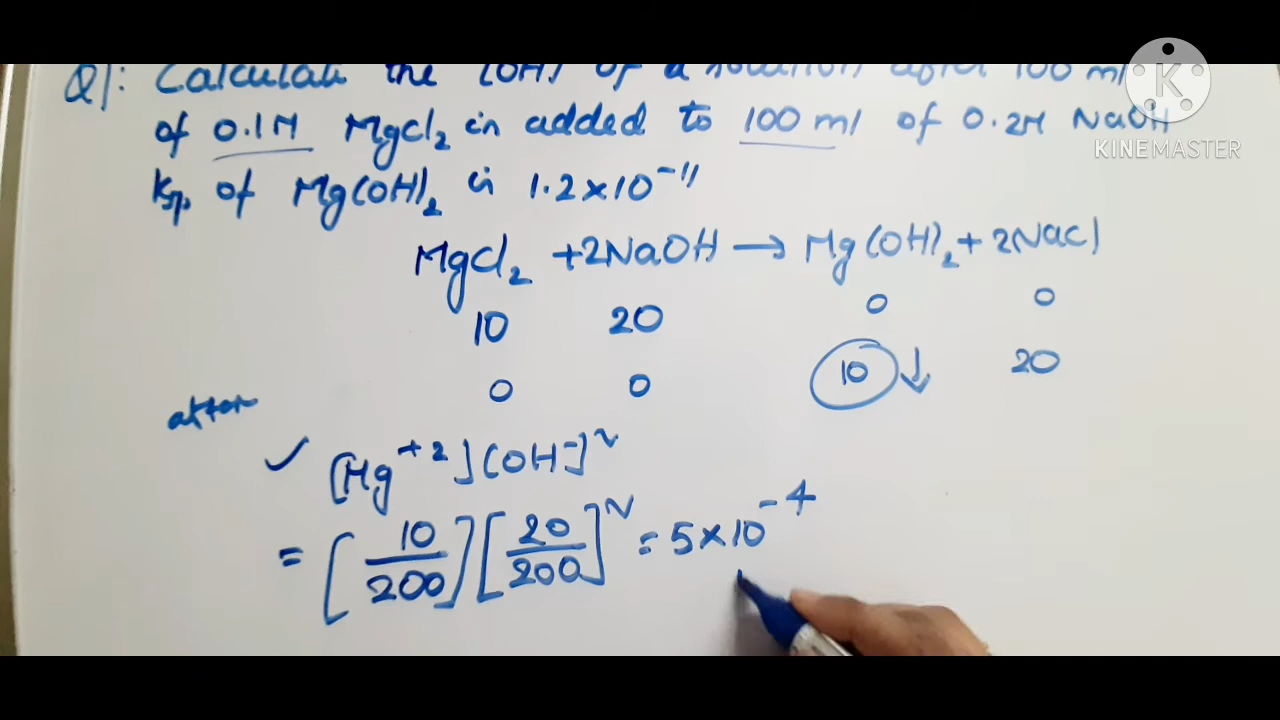 Q1: Calculate the [OH] of a solution after 100 ml
of 0.1M MgCl₂ is added to 100 ml of 0.2M NaOH
KINEMASTER
Ksp of Mg(OH)₂ is 1.2×10⁻¹¹
MgCl₂ +2NaOH → Mg(OH)₂ + 2NaCl
10 20 0 0
after 0 0 10 ↓ 20
✓ [Mg⁺²][OH⁻]²
= [10/200][20/200]² = 5×10⁻⁴